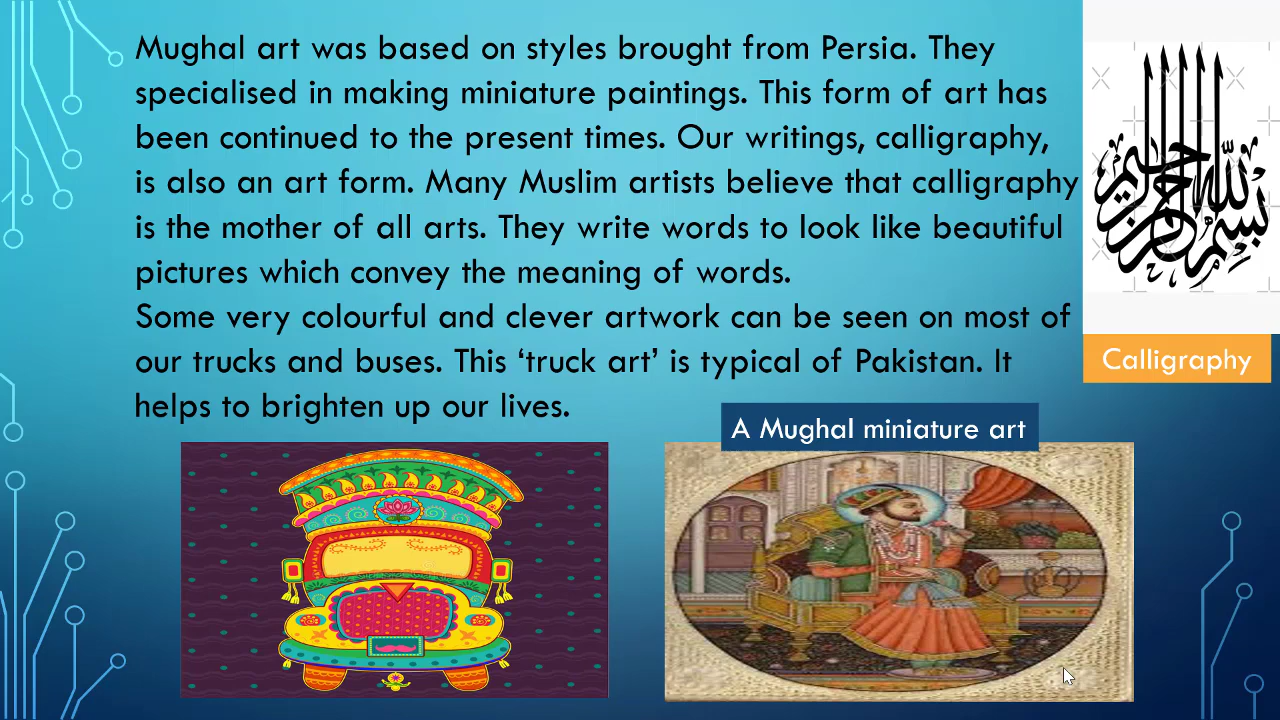 Mughal art was based on styles brought from Persia. They
specialised in making miniature paintings. This form of art has
been continued to the present times. Our writings, calligraphy,
is also an art form. Many Muslim artists believe that calligraphy
is the mother of all arts. They write words to look like beautiful
pictures which convey the meaning of words.
Some very colourful and clever artwork can be seen on most of
our trucks and buses. This ‘truck art’ is typical of Pakistan. It
helps to brighten up our lives.
بسم الله الرحمن الرحيم
Calligraphy
A Mughal miniature art